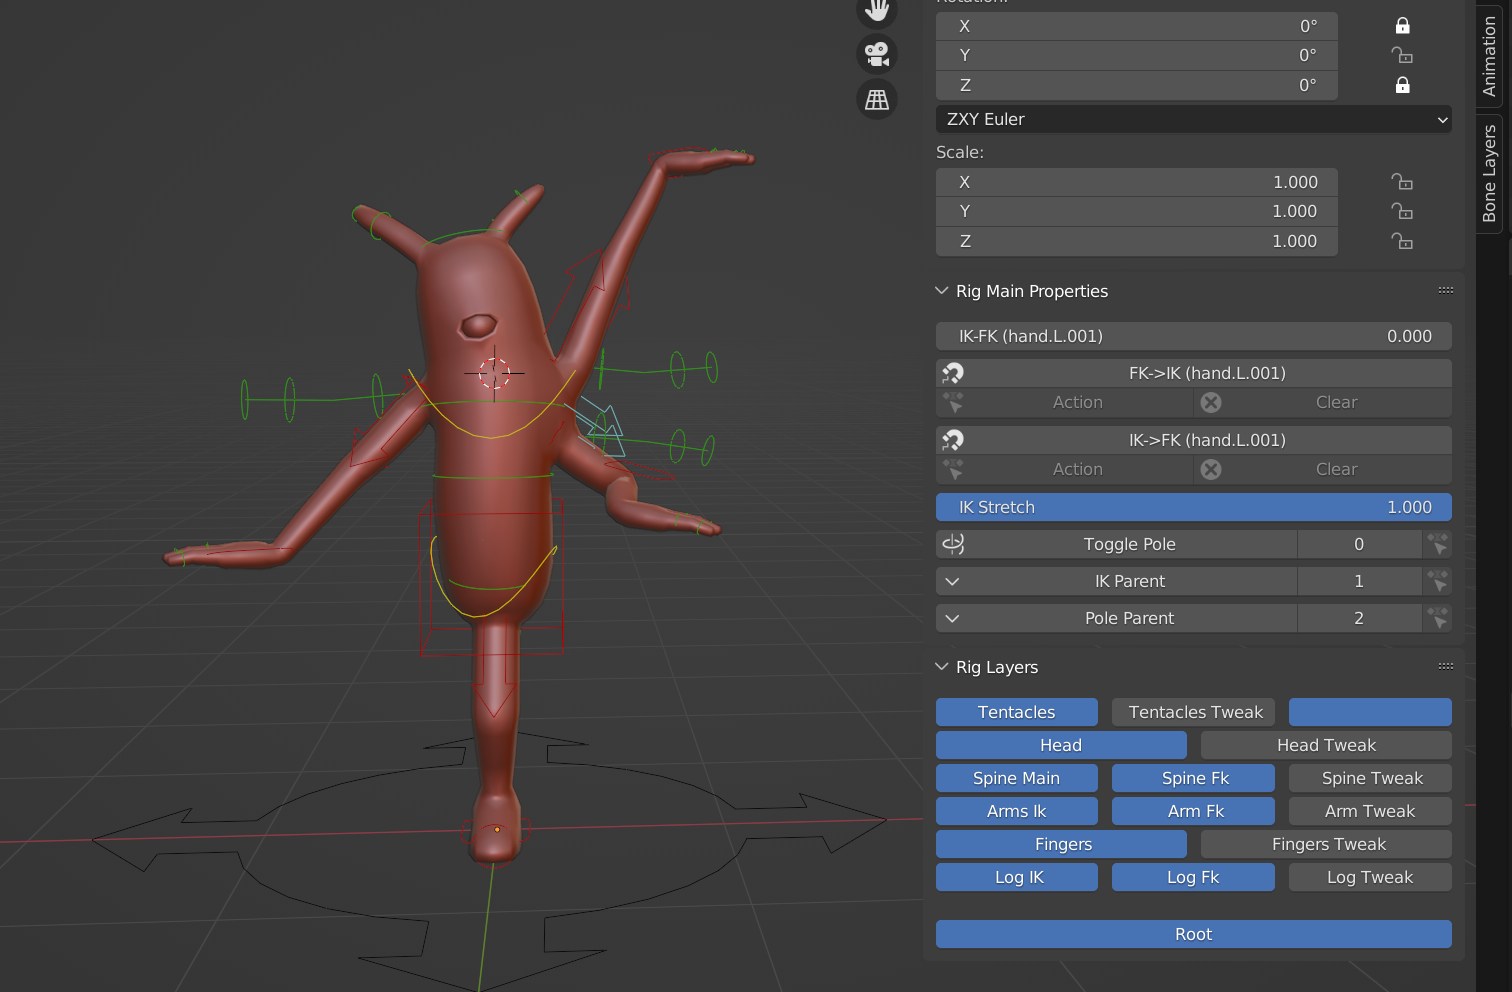 Rotation:
X 0°
Y 0°
Z 0°
ZXY Euler
Scale:
X 1.000
Y 1.000
Z 1.000
Rig Main Properties
IK-FK (hand.L.001) 0.000
FK->IK (hand.L.001)
Action Clear
IK->FK (hand.L.001)
Action Clear
IK Stretch 1.000
Toggle Pole 0
IK Parent 1
Pole Parent 2
Rig Layers
Tentacles Tentacles Tweak
Head Head Tweak
Spine Main Spine Fk Spine Tweak
Arms Ik Arm Fk Arm Tweak
Fingers Fingers Tweak
Log IK Log Fk Log Tweak
Root
Animation
Bone Layers